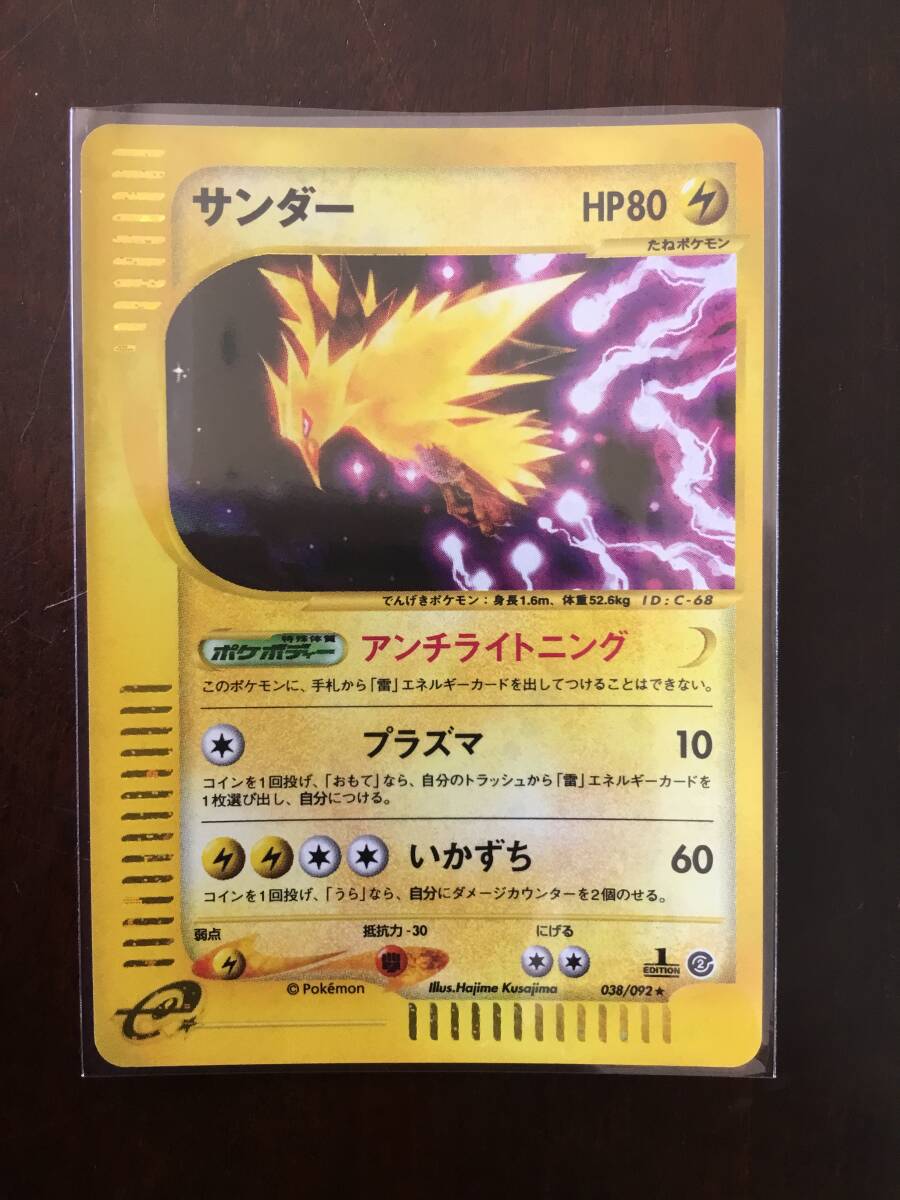 サンダー
HP80
たねポケモン
でんげきポケモン：身長1.6m、体重52.6kg ID:C-68
特殊体質
ポケボディー
アンチライトニング
このポケモンに、手札から「雷」エネルギーカードを出してつけることはできない。
プラズマ 10
コインを1回投げ、「おもて」なら、自分のトラッシュから「雷」エネルギーカードを
1枚選び出し、自分につける。
いかずち 60
コインを1回投げ、「うら」なら、自分にダメージカウンターを2個のせる。
弱点 抵抗力 -30 にげる
1
EDITION
2
©Pokémon Illus.Hajime Kusajima 038/092★
e